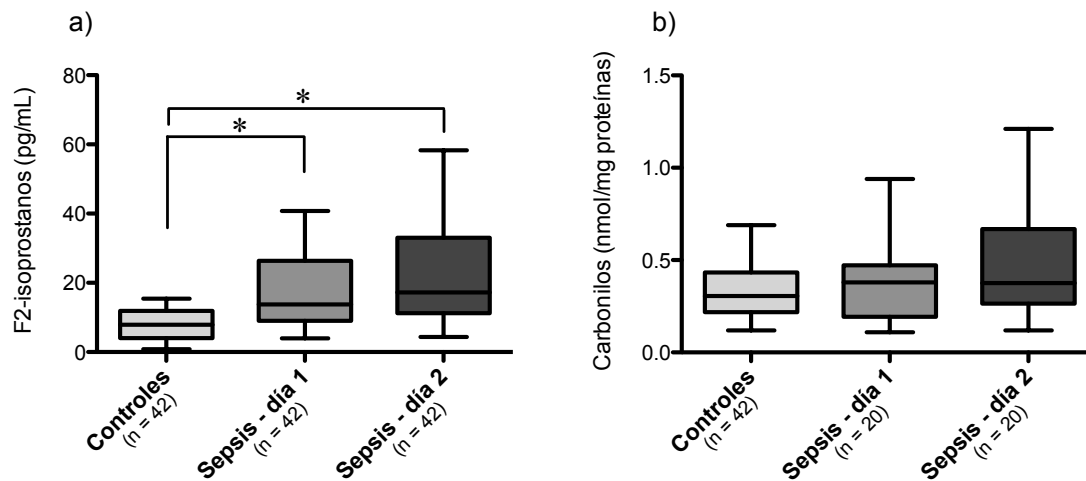 a)
F2-isoprostanos (pg/mL)
80
60
40
20
0
*
*
Controles
(n = 42)
Sepsis - día 1
(n = 42)
Sepsis - día 2
(n = 42)
b)
Carbonilos (nmol/mg proteínas)
1.5
1.0
0.5
0.0
Controles
(n = 42)
Sepsis - día 1
(n = 20)
Sepsis - día 2
(n = 20)